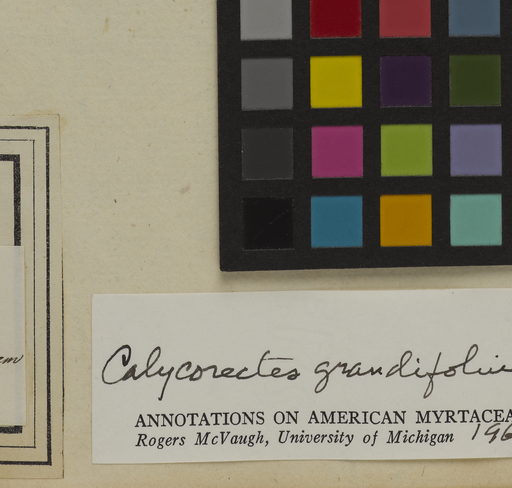 Calycorectes grandifoliu
ANNOTATIONS ON AMERICAN MYRTACEA
Rogers McVaugh, University of Michigan 196